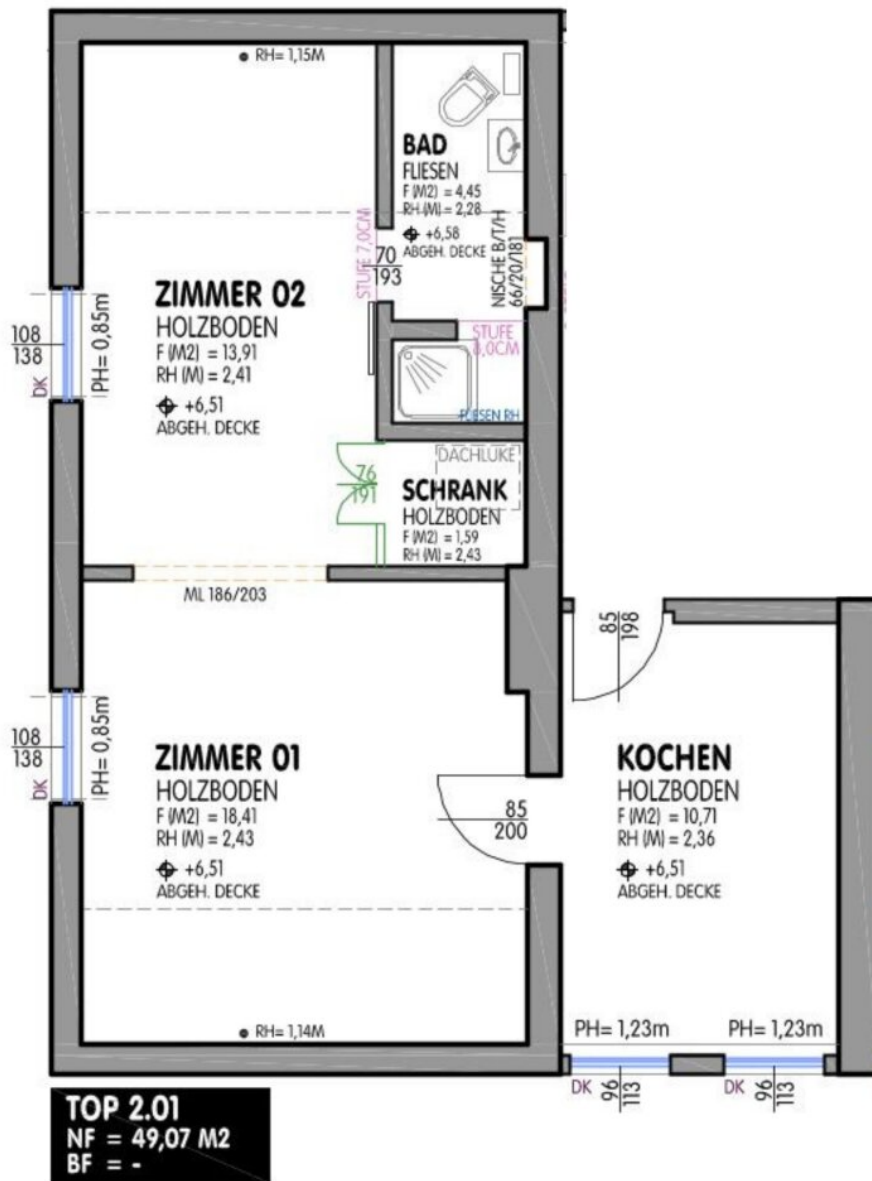 RH= 1,15M
BAD
FLIESEN
F (M2) = 4,45
RH (M) = 2,28
+6,58
ABGEH. DECKE
NISCHE B/T/H
66/20/181
STUFE 7,0CM
70
193
ZIMMER 02
HOLZBODEN
F (M2) = 13,91
RH (M) = 2,41
+6,51
ABGEH. DECKE
108
138
DK
PH= 0,85m
STUFE
8,0CM
FLIESEN RH
DACHLUKE
76
191
SCHRANK
HOLZBODEN
F (M2) = 1,59
RH (M) = 2,43
ML 186/203
85
198
108
138
DK
PH= 0,85m
ZIMMER 01
HOLZBODEN
F (M2) = 18,41
RH (M) = 2,43
+6,51
ABGEH. DECKE
85
200
KOCHEN
HOLZBODEN
F (M2) = 10,71
RH (M) = 2,36
+6,51
ABGEH. DECKE
RH= 1,14M
PH= 1,23m
PH= 1,23m
DK
96
113
DK
96
113
TOP 2.01
NF = 49,07 M2
BF = -